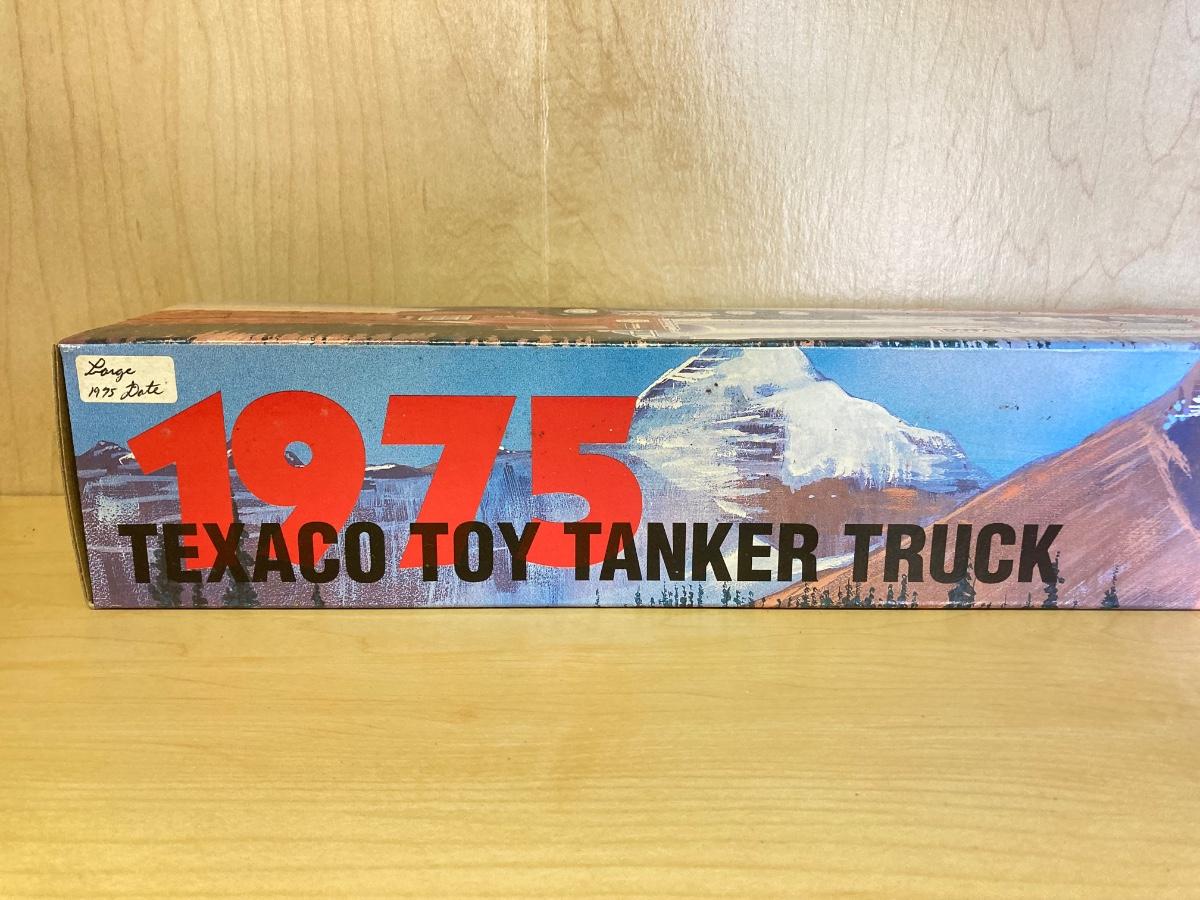 Large
1975 Date
1975
TEXACO TOY TANKER TRUCK